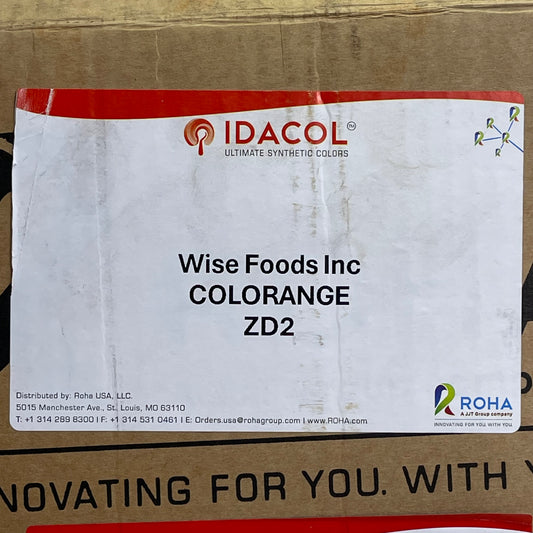 IDACOL™
ULTIMATE SYNTHETIC COLORS
Wise Foods Inc
COLORANGE
ZD2
Distributed by: Roha USA, LLC.
5015 Manchester Ave., St. Louis, MO 63110
T: +1 314 289 8300 I F: +1 314 531 0461 I E: Orders.usa@rohagroup.com I www.ROHA.com
ROHA
A JJT Group company
INNOVATING FOR YOU. WITH YOU.
NOVATING FOR YOU. WITH